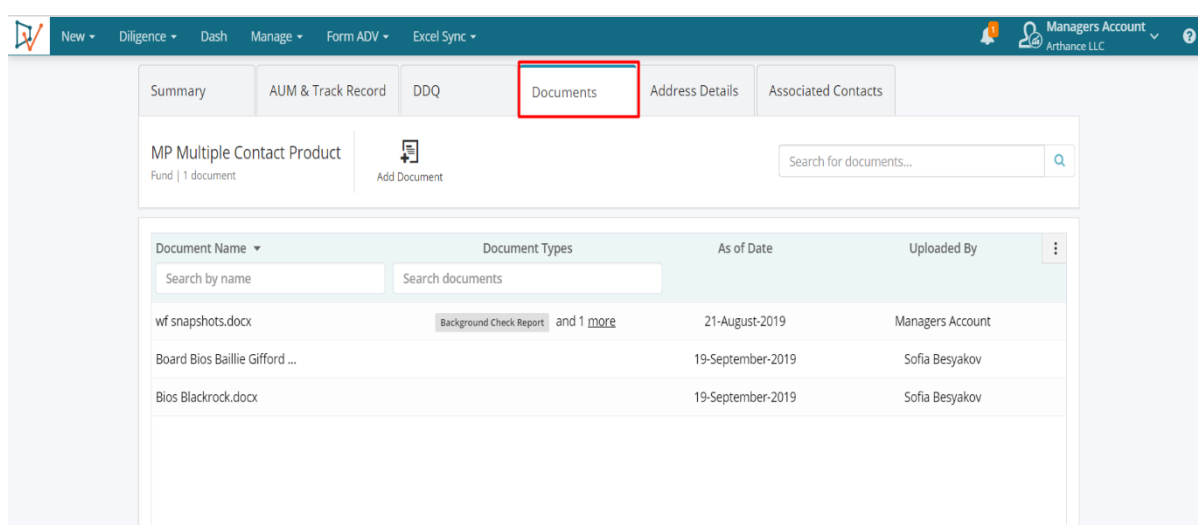 New Diligence Dash Manage Form ADV Excel Sync 1 Managers Account
Arthance LLC
Summary AUM & Track Record DDQ Documents Address Details Associated Contacts
MP Multiple Contact Product
Fund | 1 document
Add Document
Search for documents...
Document Name Document Types As of Date Uploaded By
Search by name Search documents
wf snapshots.docx Background Check Report and 1 more 21-August-2019 Managers Account
Board Bios Baillie Gifford ... 19-September-2019 Sofia Besyakov
Bios Blackrock.docx 19-September-2019 Sofia Besyakov